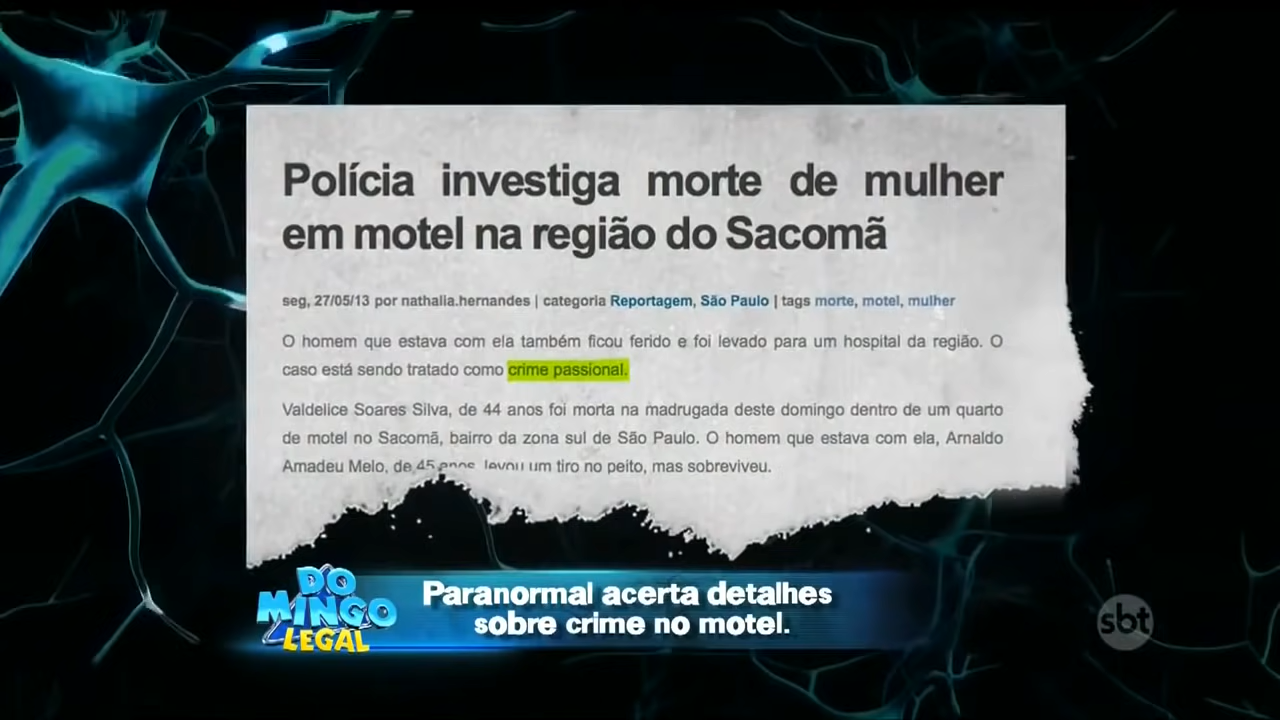 Polícia investiga morte de mulher
em motel na região do Sacomã
seg, 27/05/13 por nathalia.hernandes | categoria Reportagem, São Paulo | tags morte, motel, mulher
O homem que estava com ela também ficou ferido e foi levado para um hospital da região. O
caso está sendo tratado como crime passional.
Valdelice Soares Silva, de 44 anos foi morta na madrugada deste domingo dentro de um quarto
de motel no Sacomã, bairro da zona sul de São Paulo. O homem que estava com ela, Arnaldo
Amadeu Melo, de 45 anos, levou um tiro no peito, mas sobreviveu.
DO
MINGO
LEGAL
Paranormal acerta detalhes
sobre crime no motel.
sbt